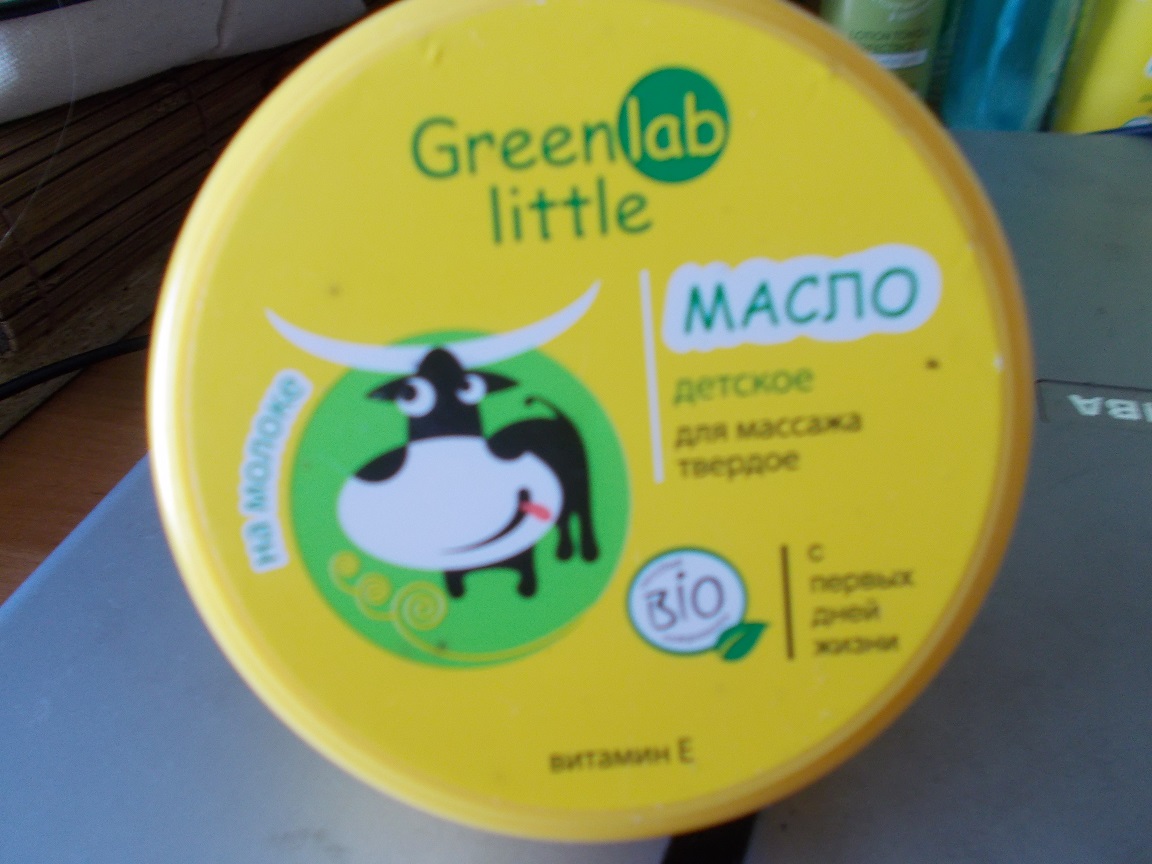 Greenlab
little
МАСЛО
детское
для массажа
твердое
на молоке
BIO
с
первых
дней
жизни
витамин Е